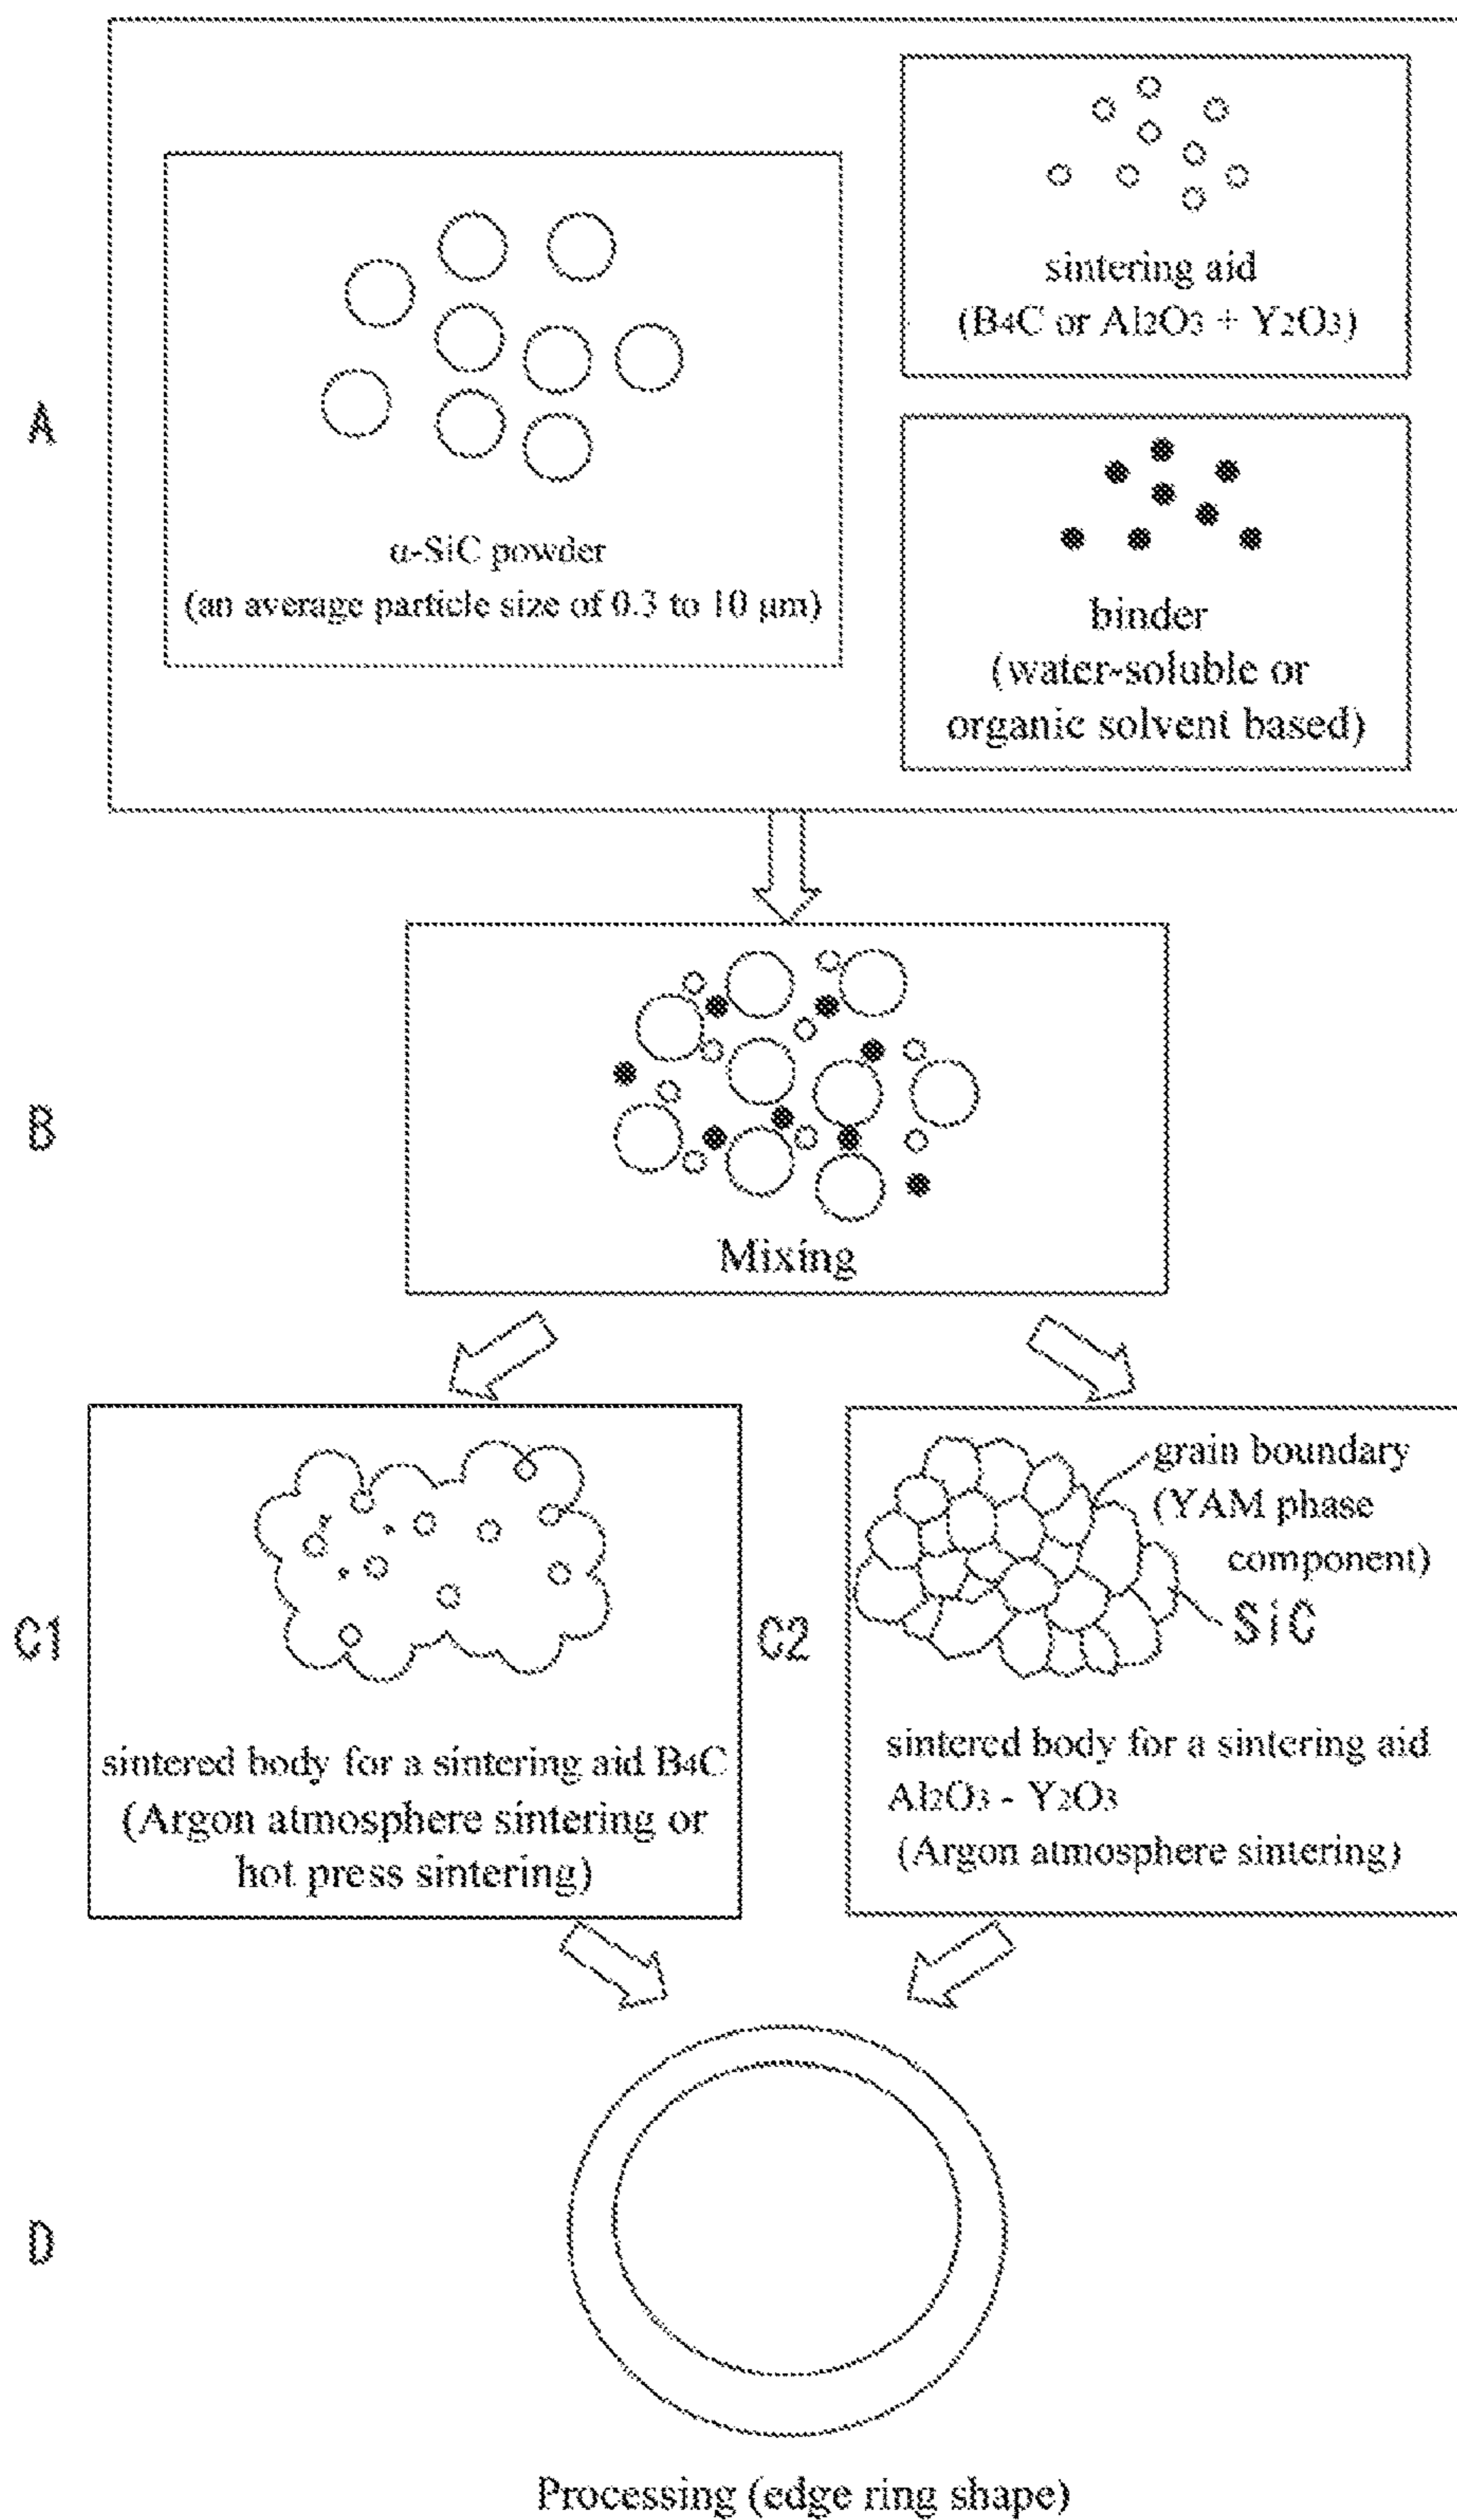 A
α-SiC powder
(an average particle size of 0.3 to 10 μm)
sintering aid
(B4C or Al2O3 + Y2O3)
binder
(water-soluble or
organic solvent based)
B
Mixing
C1
sintered body for a sintering aid B4C
(Argon atmosphere sintering or
hot press sintering)
C2
grain boundary
(YAM phase
component)
SiC
sintered body for a sintering aid
Al2O3 - Y2O3
(Argon atmosphere sintering)
D
Processing (edge ring shape)